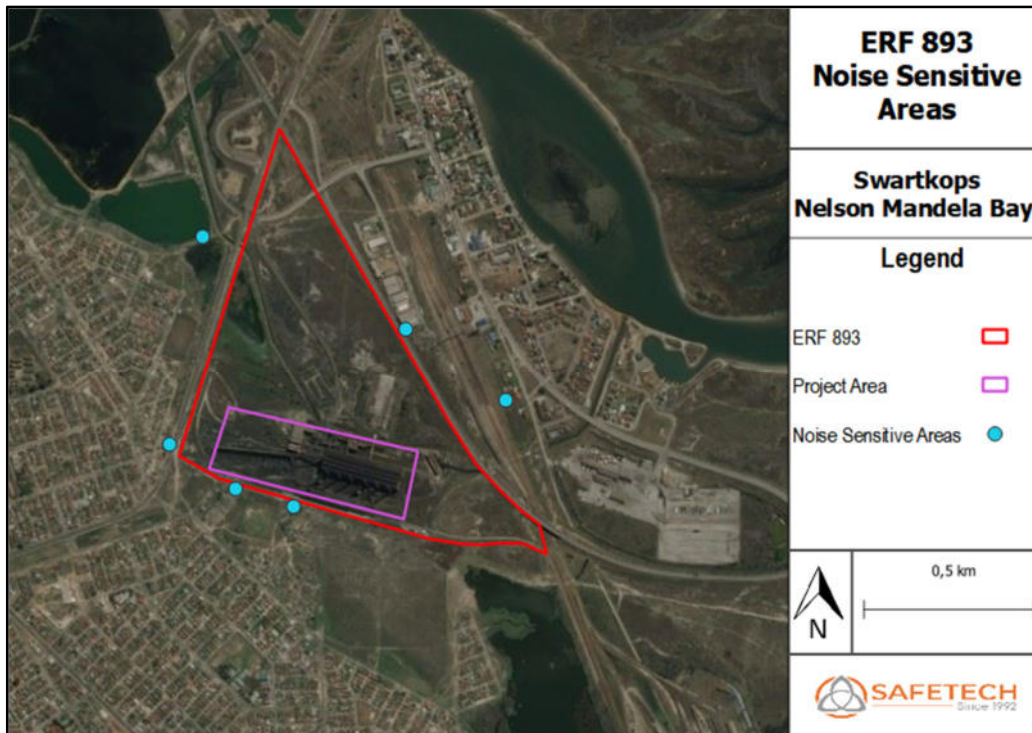 ERF 893
Noise Sensitive
Areas
Swartkops
Nelson Mandela Bay
Legend
ERF 893
Project Area
Noise Sensitive Areas
0,5 km
N
SAFETECH
Since 1992